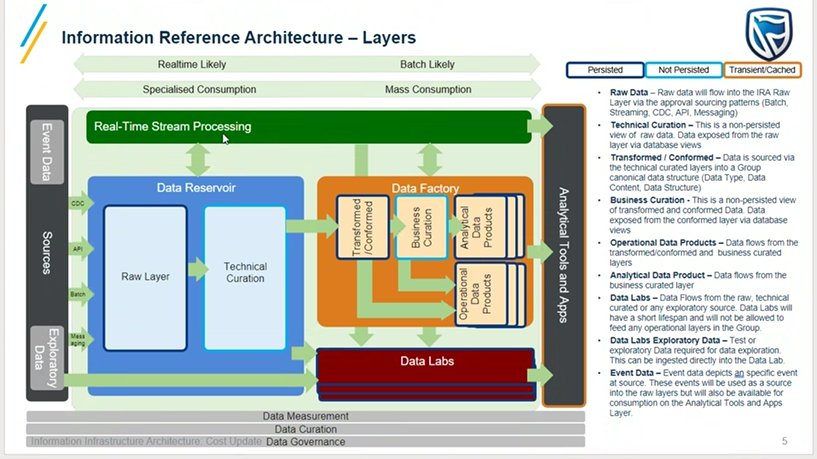 Information Reference Architecture – Layers
Realtime Likely
Batch Likely
Specialised Consumption
Mass Consumption
Persisted
Not Persisted
Transient/Cached
Real-Time Stream Processing
Event Data
Sources
Exploratory
Data
CDC
API
Batch
Mess
aging
Data Reservoir
Raw Layer
Technical
Curation
Data Factory
Transformed
/Conformed
Business
Curation
Analytical
Data
Products
Operational
Data
Products
Data Labs
Analytical Tools and Apps
Data Measurement
Data Curation
Data Governance
• Raw Data – Raw data will flow into the IRA Raw
Layer via the approval sourcing patterns (Batch,
Streaming, CDC, API, Messaging)
• Technical Curation – This is a non-persisted
view of raw data. Data exposed from the raw
layer via database views
• Transformed / Conformed – Data is sourced via
the technical curated layers into a Group
canonical data structure (Data Type, Data
Content, Data Structure)
• Business Curation - This is a non-persisted view
of transformed and conformed Data. Data
exposed from the conformed layer via database
views
• Operational Data Products – Data flows from the
transformed/conformed and business curated
layers
• Analytical Data Product – Data flows from the
business curated layer
• Data Labs – Data Flows from the raw, technical
curated or any exploratory source. Data Labs will
have a short lifespan and will not be allowed to
feed any operational layers in the Group.
• Data Labs Exploratory Data – Test or
exploratory Data required for data exploration.
This can be ingested directly into the Data Lab.
• Event Data – Event data depicts an specific event
at source. These events will be used as a source
into the raw layers but will also be available for
consumption on the Analytical Tools and Apps
Layer.
Information Infrastructure Architecture: Cost Update
5